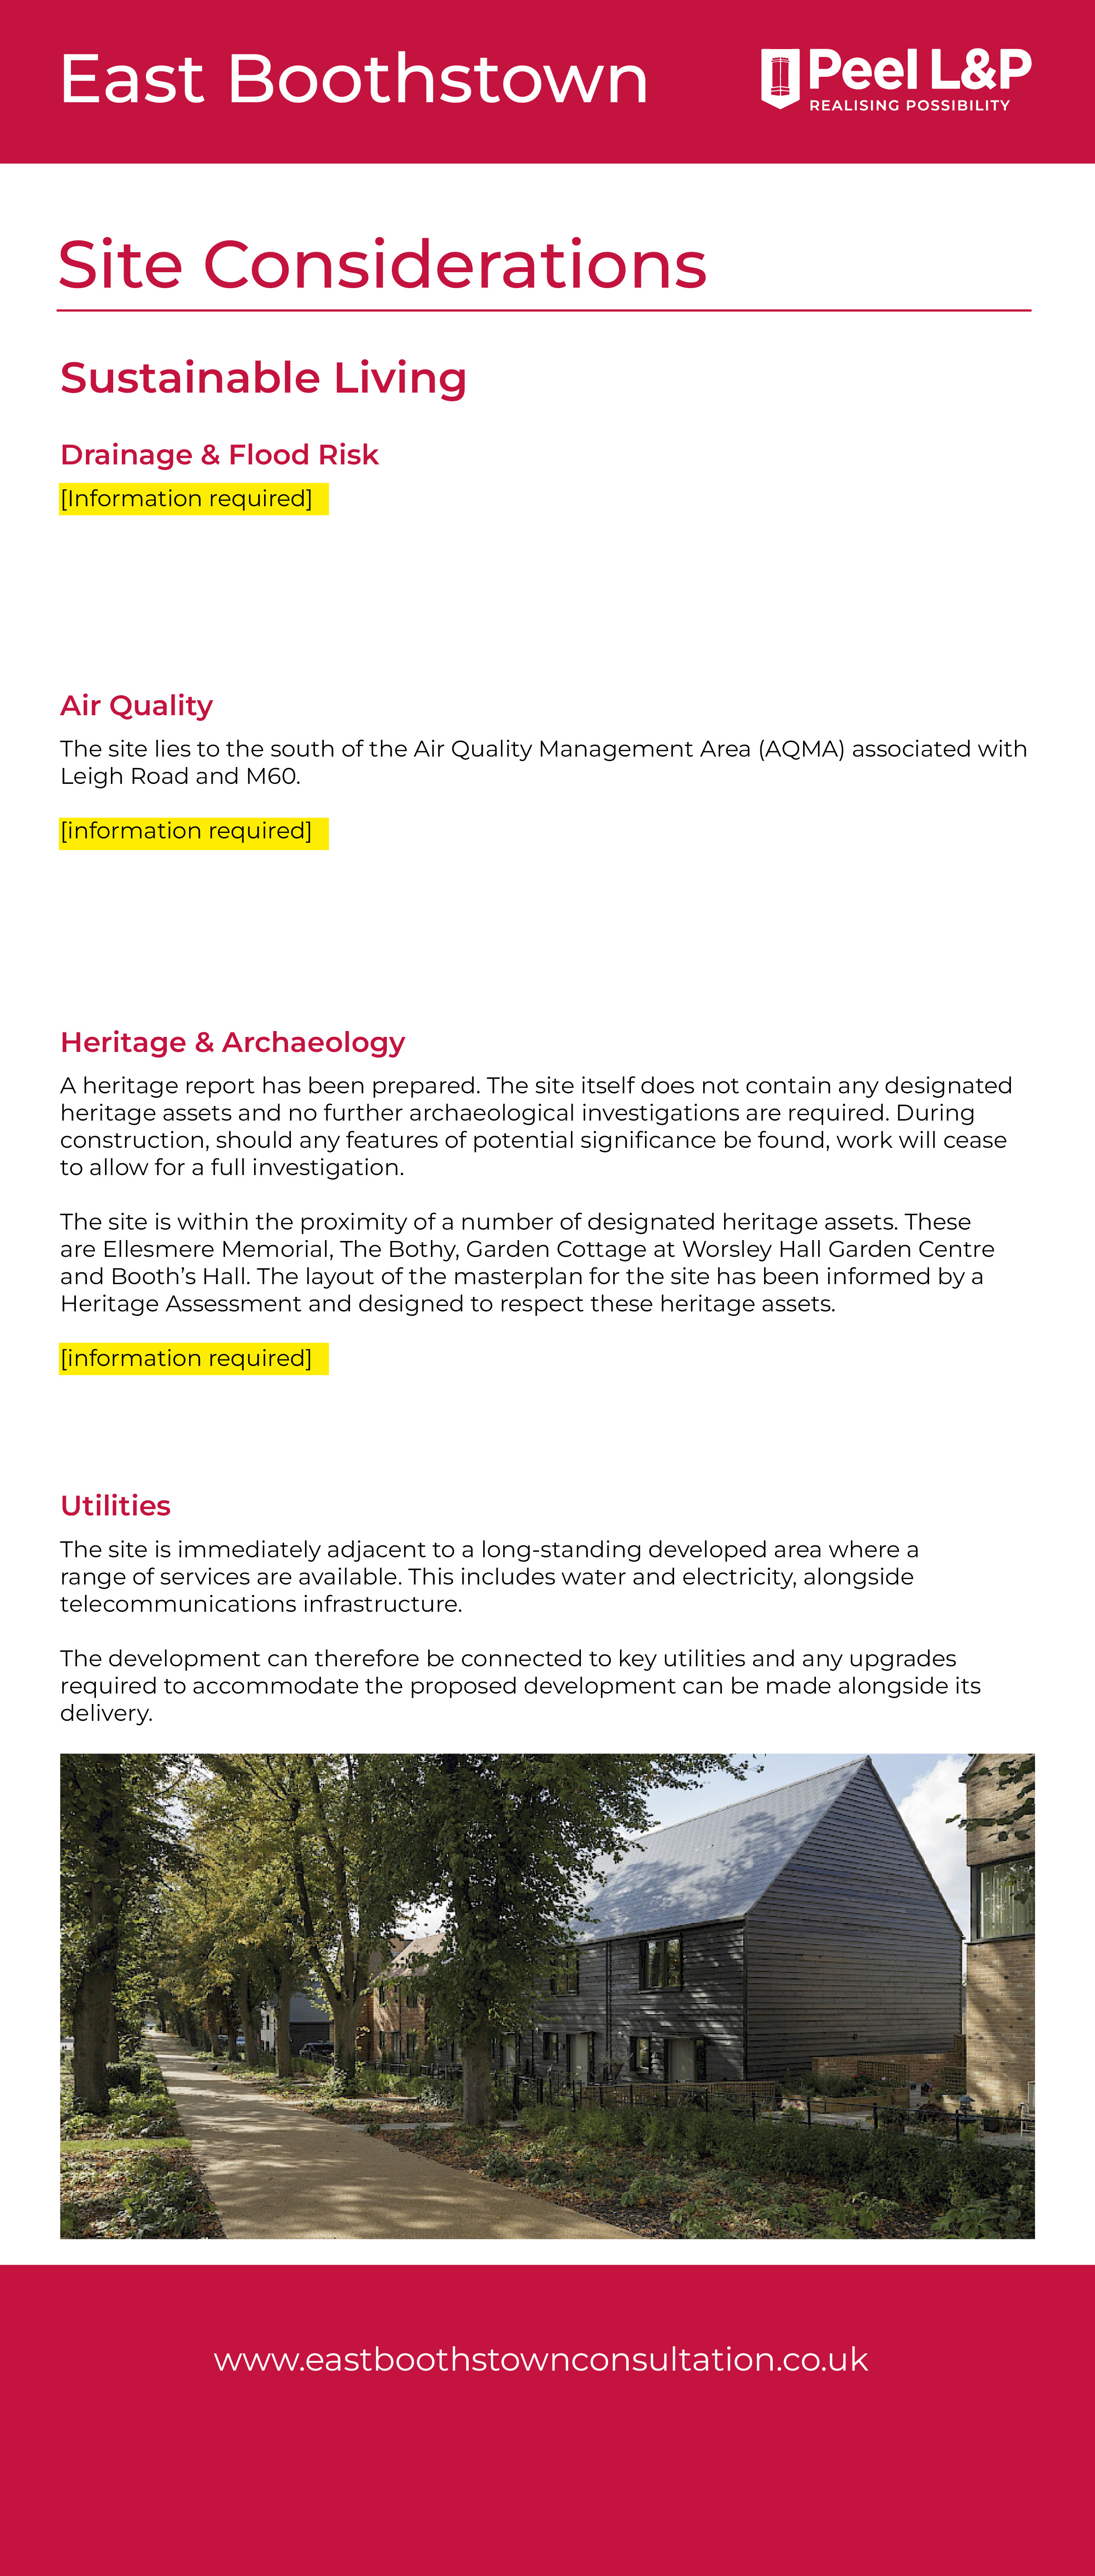 East Boothstown
Peel L&P
REALISING POSSIBILITY
Site Considerations
Sustainable Living
Drainage & Flood Risk
[Information required]
Air Quality
The site lies to the south of the Air Quality Management Area (AQMA) associated with
Leigh Road and M60.
[information required]
Heritage & Archaeology
A heritage report has been prepared. The site itself does not contain any designated
heritage assets and no further archaeological investigations are required. During
construction, should any features of potential significance be found, work will cease
to allow for a full investigation.
The site is within the proximity of a number of designated heritage assets. These
are Ellesmere Memorial, The Bothy, Garden Cottage at Worsley Hall Garden Centre
and Booth’s Hall. The layout of the masterplan for the site has been informed by a
Heritage Assessment and designed to respect these heritage assets.
[information required]
Utilities
The site is immediately adjacent to a long-standing developed area where a
range of services are available. This includes water and electricity, alongside
telecommunications infrastructure.
The development can therefore be connected to key utilities and any upgrades
required to accommodate the proposed development can be made alongside its
delivery.
www.eastboothstownconsultation.co.uk